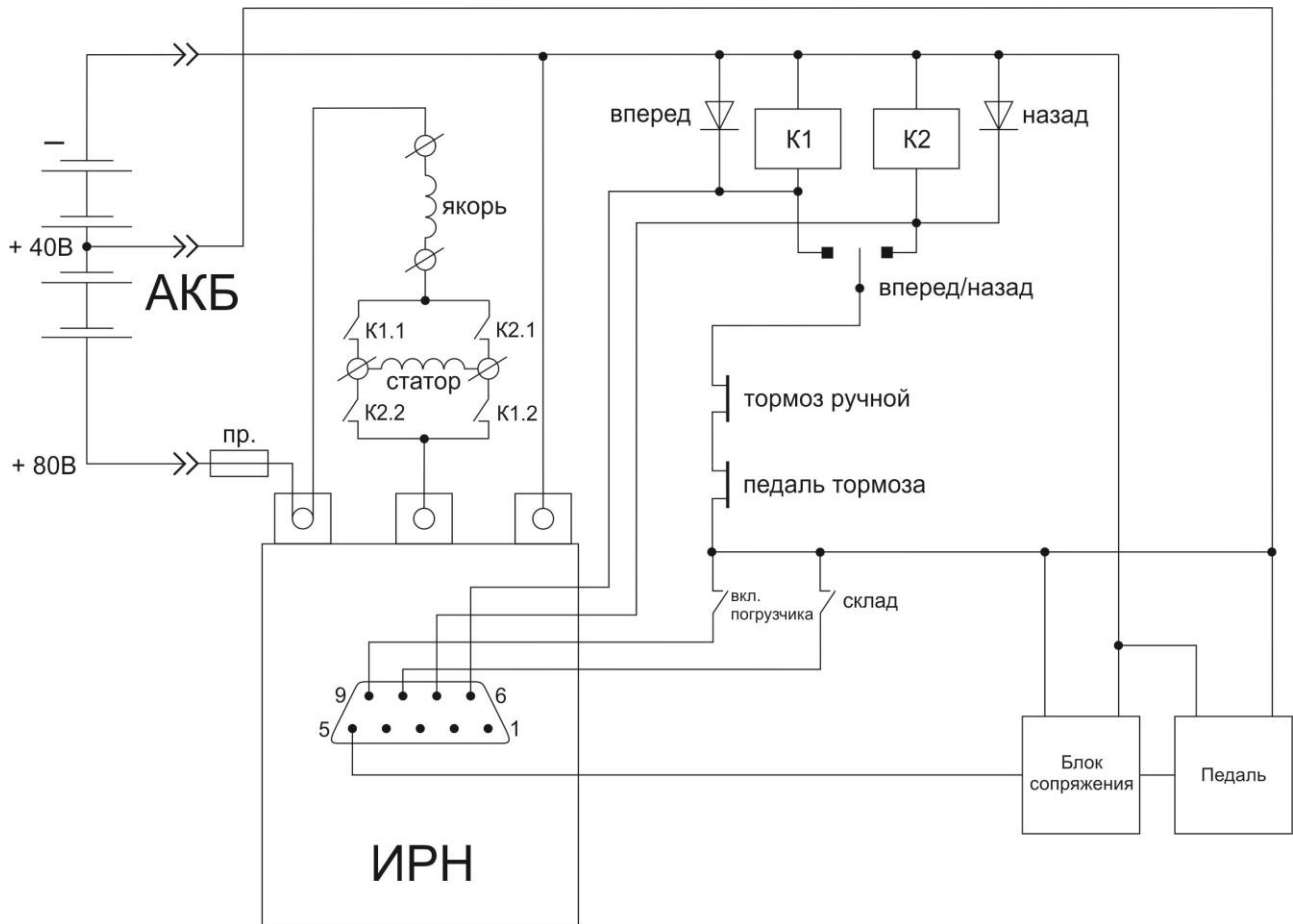 вперед
К1
К2
назад
–
якорь
+ 40В
АКБ
вперед/назад
К1.1
К2.1
статор
К2.2
К1.2
тормоз ручной
пр.
+ 80В
педаль тормоза
вкл.
погрузчика
склад
9
6
5
1
Блок
сопряжения
Педаль
ИРН